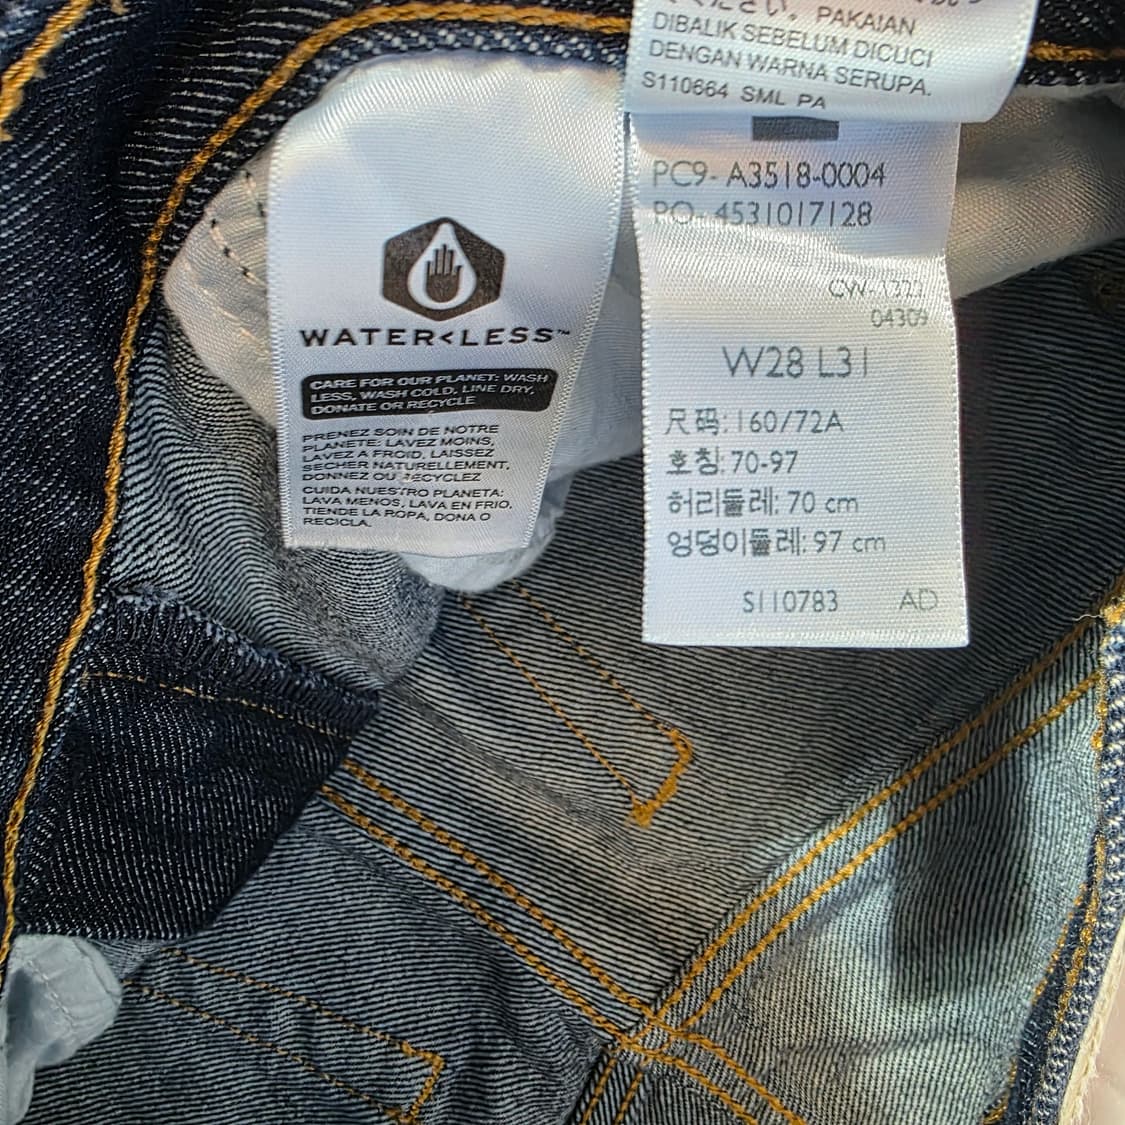 WATER<LESS™
CARE FOR OUR PLANET: WASH
LESS, WASH COLD, LINE DRY,
DONATE OR RECYCLE
PRENEZ SOIN DE NOTRE
PLANETE: LAVEZ MOINS,
LAVEZ A FROID, LAISSEZ
SECHER NATURELLEMENT,
DONNEZ OU RECYCLEZ
CUIDA NUESTRO PLANETA:
LAVA MENOS, LAVA EN FRIO,
TIENDE LA ROPA, DONA O
RECICLA.
ください。PAKAIAN
DIBALIK SEBELUM DICUCI
DENGAN WARNA SERUPA.
S110664 SML PA
PC9- A3518-0004
PO- 4531017128
04309
W28 L31
尺码: 160/72A
호칭: 70-97
허리둘레: 70 cm
엉덩이둘레: 97 cm
S110783 AD